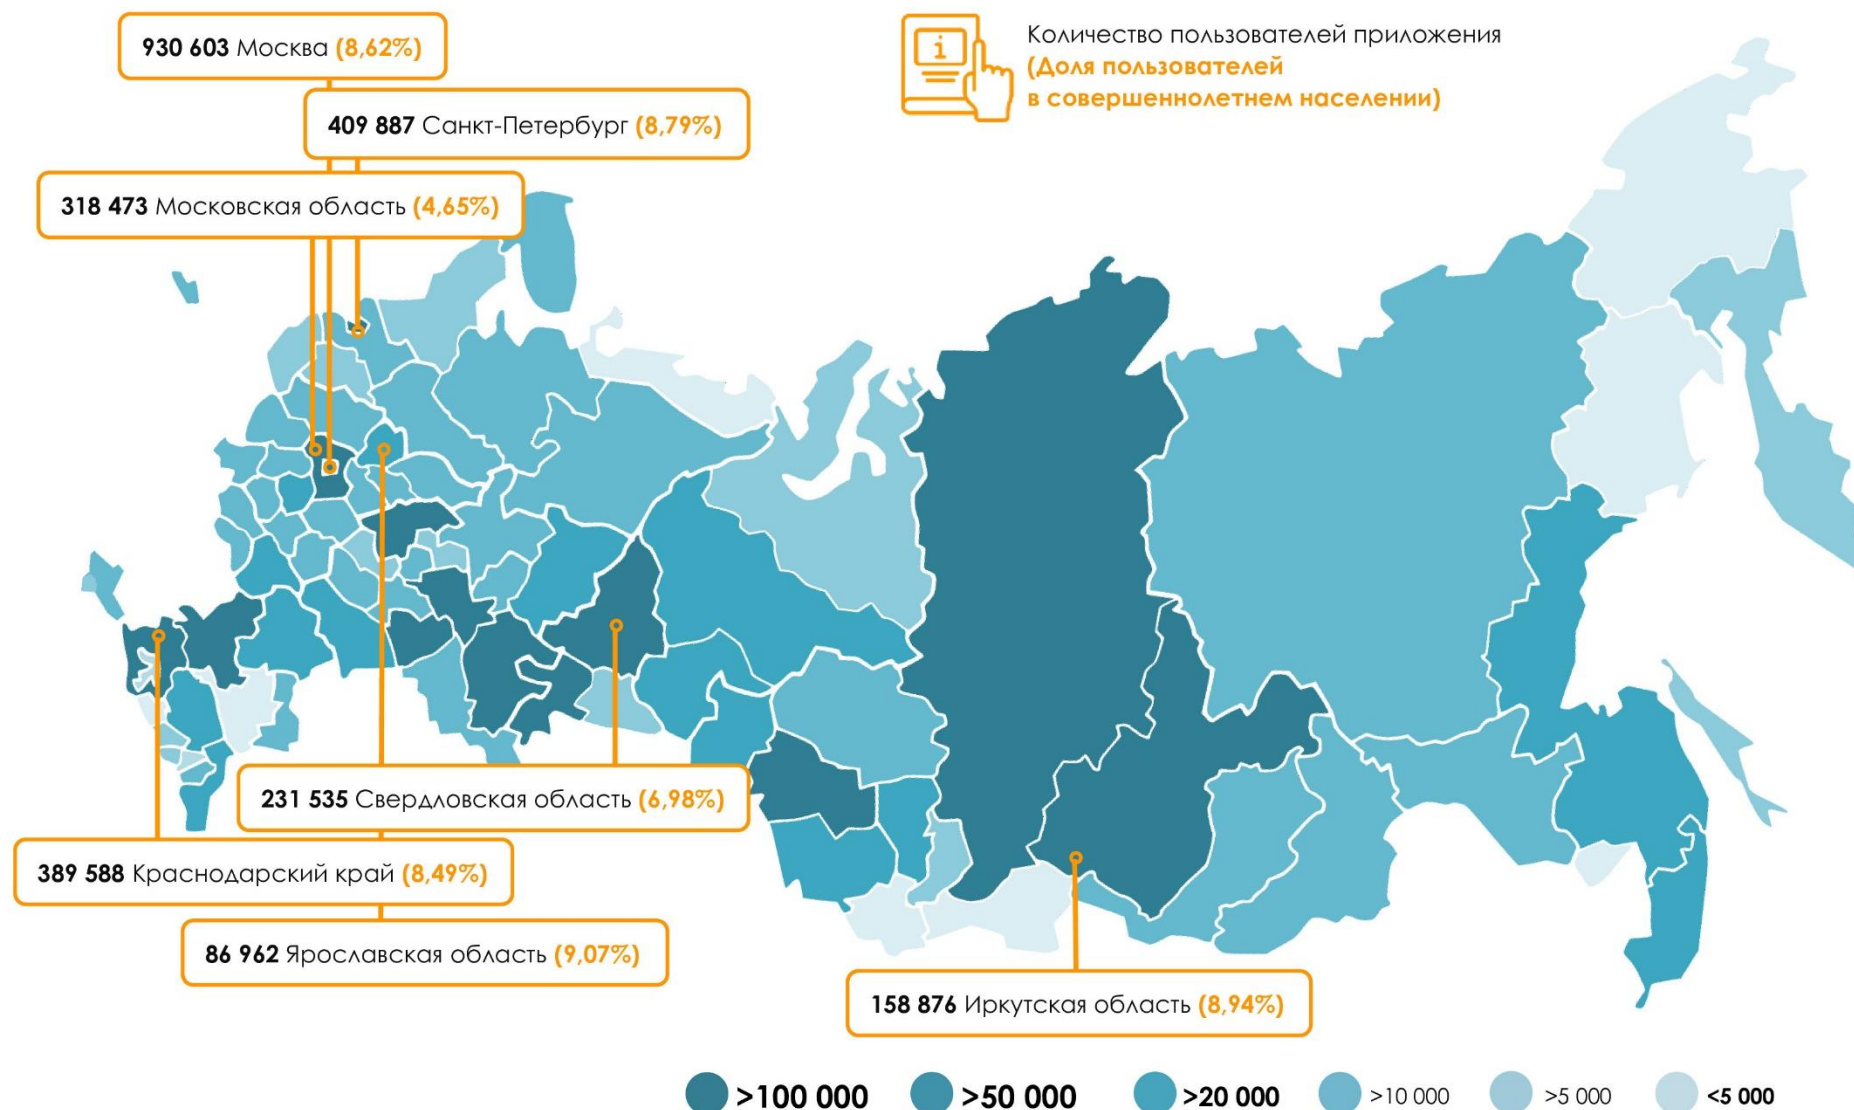 930 603 Москва (8,62%)
409 887 Санкт-Петербург (8,79%)
318 473 Московская область (4,65%)
i
Количество пользователей приложения
(Доля пользователей
в совершеннолетнем населении)
231 535 Свердловская область (6,98%)
389 588 Краснодарский край (8,49%)
86 962 Ярославская область (9,07%)
158 876 Иркутская область (8,94%)
>100 000 >50 000 >20 000 >10 000 >5 000 <5 000